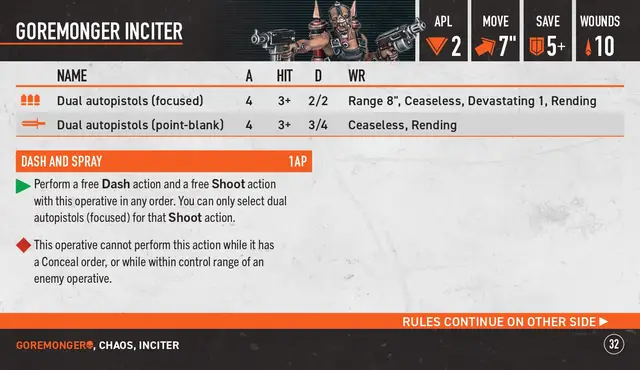 GOREMONGER INCITER
APL MOVE SAVE WOUNDS
2 7" 5+ 10
NAME A HIT D WR
Dual autopistols (focused) 4 3+ 2/2 Range 8", Ceaseless, Devastating 1, Rending
Dual autopistols (point-blank) 4 3+ 3/4 Ceaseless, Rending
DASH AND SPRAY 1AP
Perform a free Dash action and a free Shoot action
with this operative in any order. You can only select dual
autopistols (focused) for that Shoot action.
This operative cannot perform this action while it has
a Conceal order, or while within control range of an
enemy operative.
RULES CONTINUE ON OTHER SIDE
GOREMONGER, CHAOS, INCITER
32